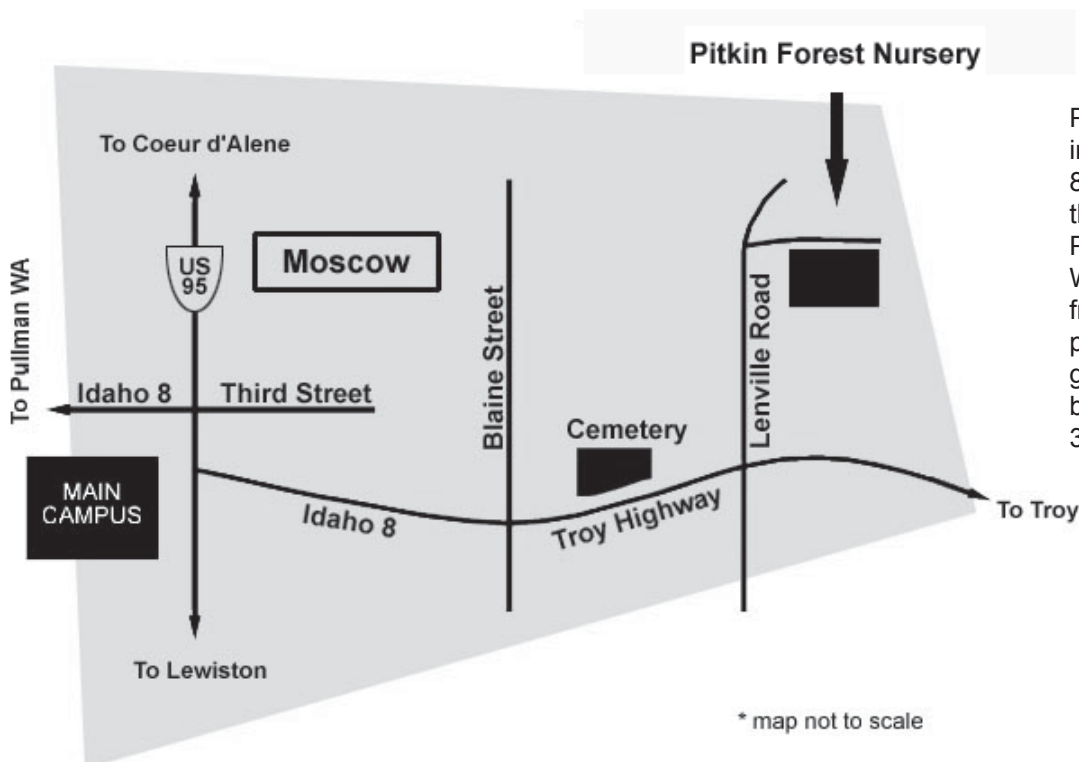 Pitkin Forest Nursery
To Coeur d'Alene
US
95
Moscow
To Pullman WA
Idaho 8
Third Street
Blaine Street
Lenville Road
Cemetery
MAIN
CAMPUS
Idaho 8
Troy Highway
To Troy
To Lewiston
* map not to scale